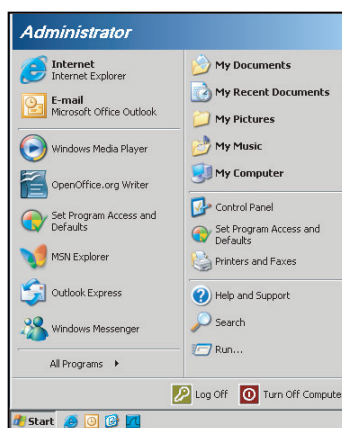 Administrator
Internet
Internet Explorer
E-mail
Microsoft Office Outlook
Windows Media Player
OpenOffice.org Writer
Set Program Access and
Defaults
MSN Explorer
Outlook Express
Windows Messenger
All Programs
My Documents
My Recent Documents
My Pictures
My Music
My Computer
Control Panel
Set Program Access and
Defaults
Printers and Faxes
Help and Support
Search
Run...
Log Off
Turn Off Compute
Start